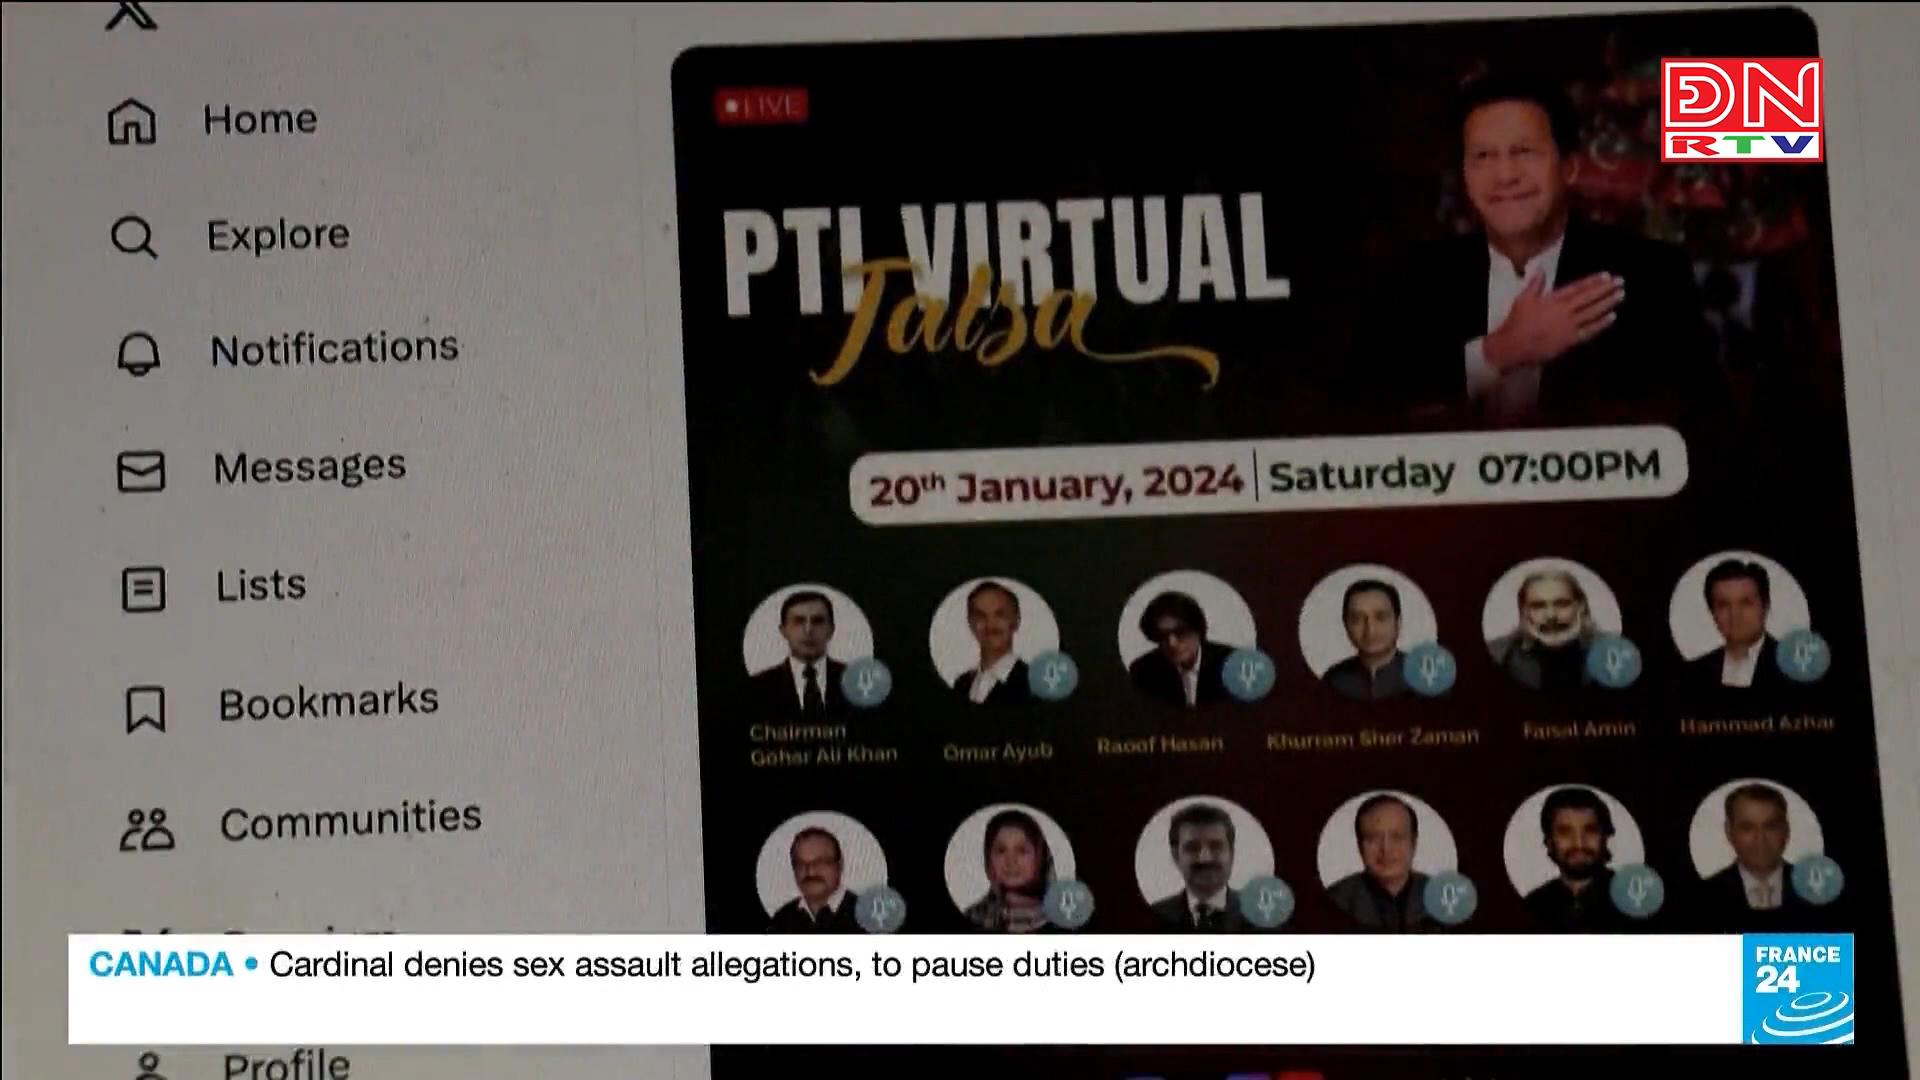 Home
Explore
Notifications
Messages
Lists
Bookmarks
Communities
Profile
LIVE
PTI VIRTUAL
Jalsa
20th January, 2024 | Saturday 07:00PM
Chairman
Gohar Ali Khan
Omar Ayub
Raoof Hasan
Khurram Sher Zaman
Faisal Amin
Hammad Azhar
DN
RTV
CANADA • Cardinal denies sex assault allegations, to pause duties (archdiocese)
FRANCE
24